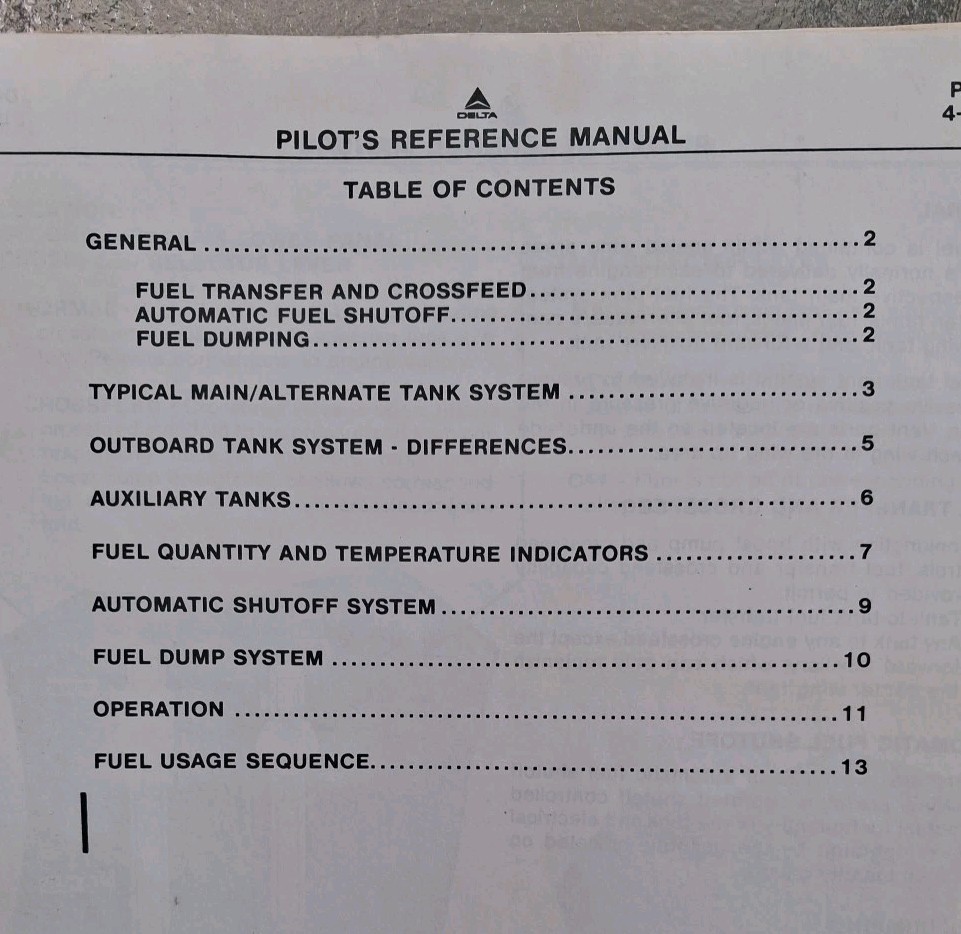 DELTA
PILOT'S REFERENCE MANUAL
P
4-
TABLE OF CONTENTS
GENERAL ........................................................ 2
FUEL TRANSFER AND CROSSFEED............................. 2
AUTOMATIC FUEL SHUTOFF................................... 2
FUEL DUMPING............................................... 2
TYPICAL MAIN/ALTERNATE TANK SYSTEM ......................... 3
OUTBOARD TANK SYSTEM - DIFFERENCES......................... 5
AUXILIARY TANKS................................................ 6
FUEL QUANTITY AND TEMPERATURE INDICATORS .................. 7
AUTOMATIC SHUTOFF SYSTEM .................................... 9
FUEL DUMP SYSTEM ............................................ 10
OPERATION ..................................................... 11
FUEL USAGE SEQUENCE......................................... 13